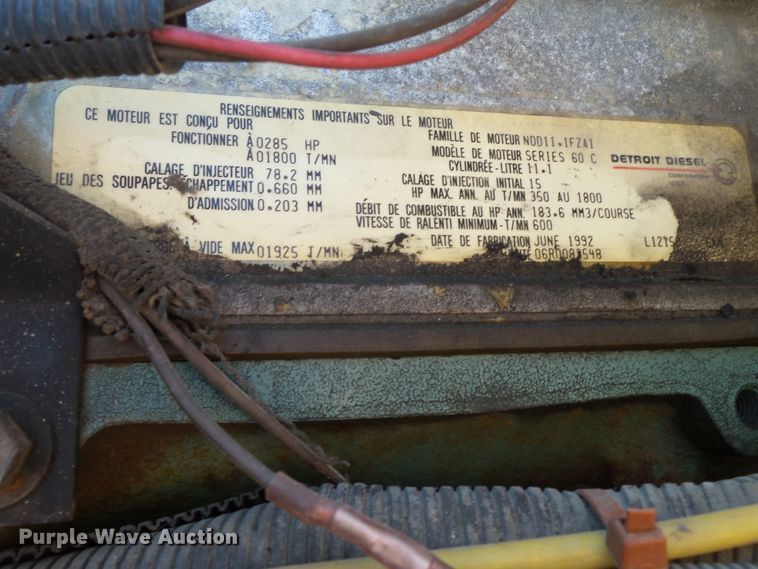 RENSEIGNEMENTS IMPORTANTS SUR LE MOTEUR
CE MOTEUR EST CONÇU POUR
FONCTIONNER À 0285 HP
À 01800 T/MN
CALAGE D'INJECTEUR 78.2 MM
JEU DES SOUPAPES, ÉCHAPPEMENT 0.660 MM
D'ADMISSION 0.203 MM
À VIDE MAX 01925 T/MN
FAMILLE DE MOTEUR NDD11.1FZA1
MODÈLE DE MOTEUR SERIES 60 C
CYLINDRÉE-LITRE 11.1
CALAGE D'INJECTION INITIAL 15
HP MAX. ANN. AU T/MN 350 AU 1800
DÉBIT DE COMBUSTIBLE AU HP ANN. 183.6 MM3/COURSE
VITESSE DE RALENTI MINIMUM-T/MN 600
DATE DE FABRICATION JUNE 1992
DETROIT DIESEL
CORPORATION
Purple Wave Auction